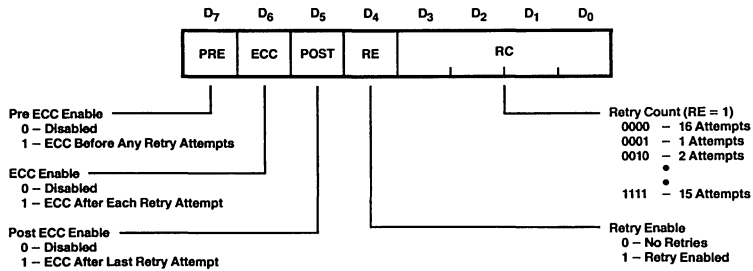 D7 D6 D5 D4 D3 D2 D1 D0
PRE ECC POST RE RC
Pre ECC Enable
0 – Disabled
1 – ECC Before Any Retry Attempts
ECC Enable
0 – Disabled
1 – ECC After Each Retry Attempt
Post ECC Enable
0 – Disabled
1 – ECC After Last Retry Attempt
Retry Count (RE = 1)
0000 – 16 Attempts
0001 – 1 Attempts
0010 – 2 Attempts
•
•
1111 – 15 Attempts
Retry Enable
0 – No Retries
1 – Retry Enabled